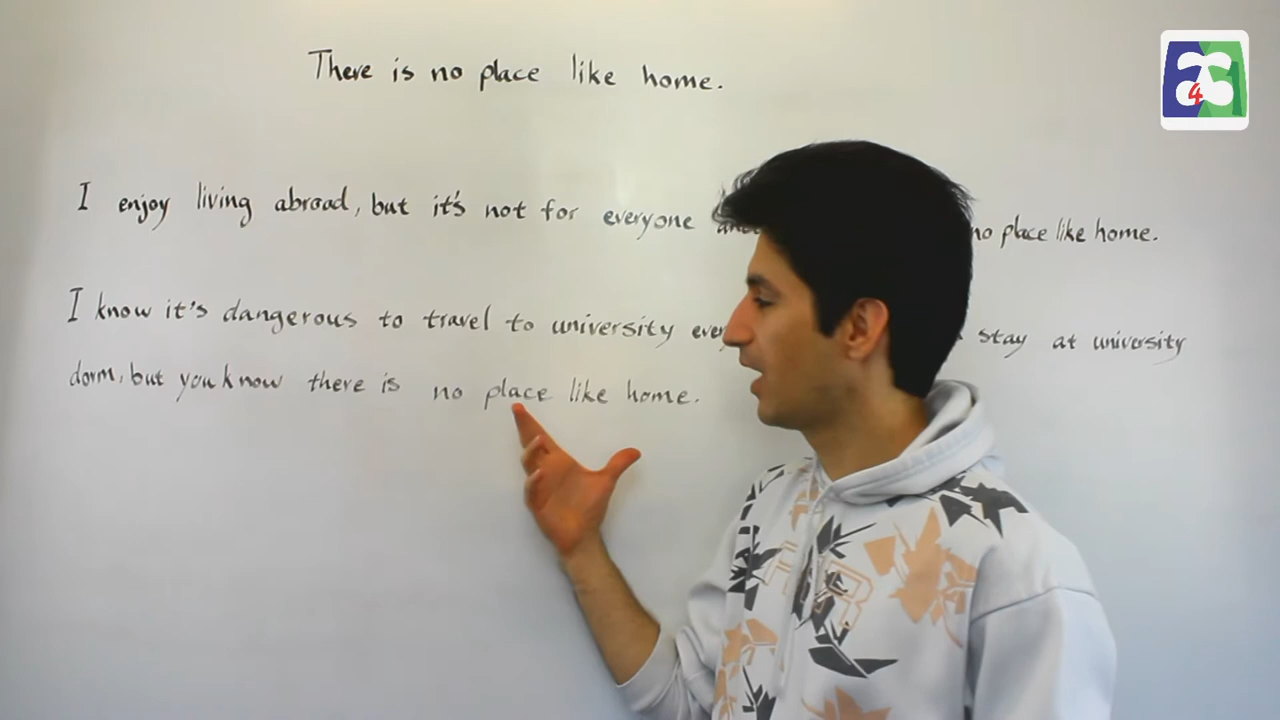 There is no place like home.
I enjoy living abroad, but it's not for everyone no place like home.
I know it's dangerous to travel to university stay at university
dorm, but you know there is no place like home.
4